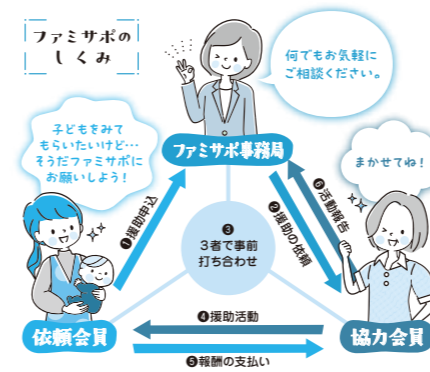 ファミサポの
しくみ
何でもお気軽に
ご相談ください。
子どもをみて
もらいたいけど…
そうだファミサポに
お願いしよう！
ファミサポ事務局
まかせてね！
❶援助申込
❷援助の依頼
❻活動報告
❸
3者で事前
打ち合わせ
❹援助活動
依頼会員
協力会員
❺報酬の支払い